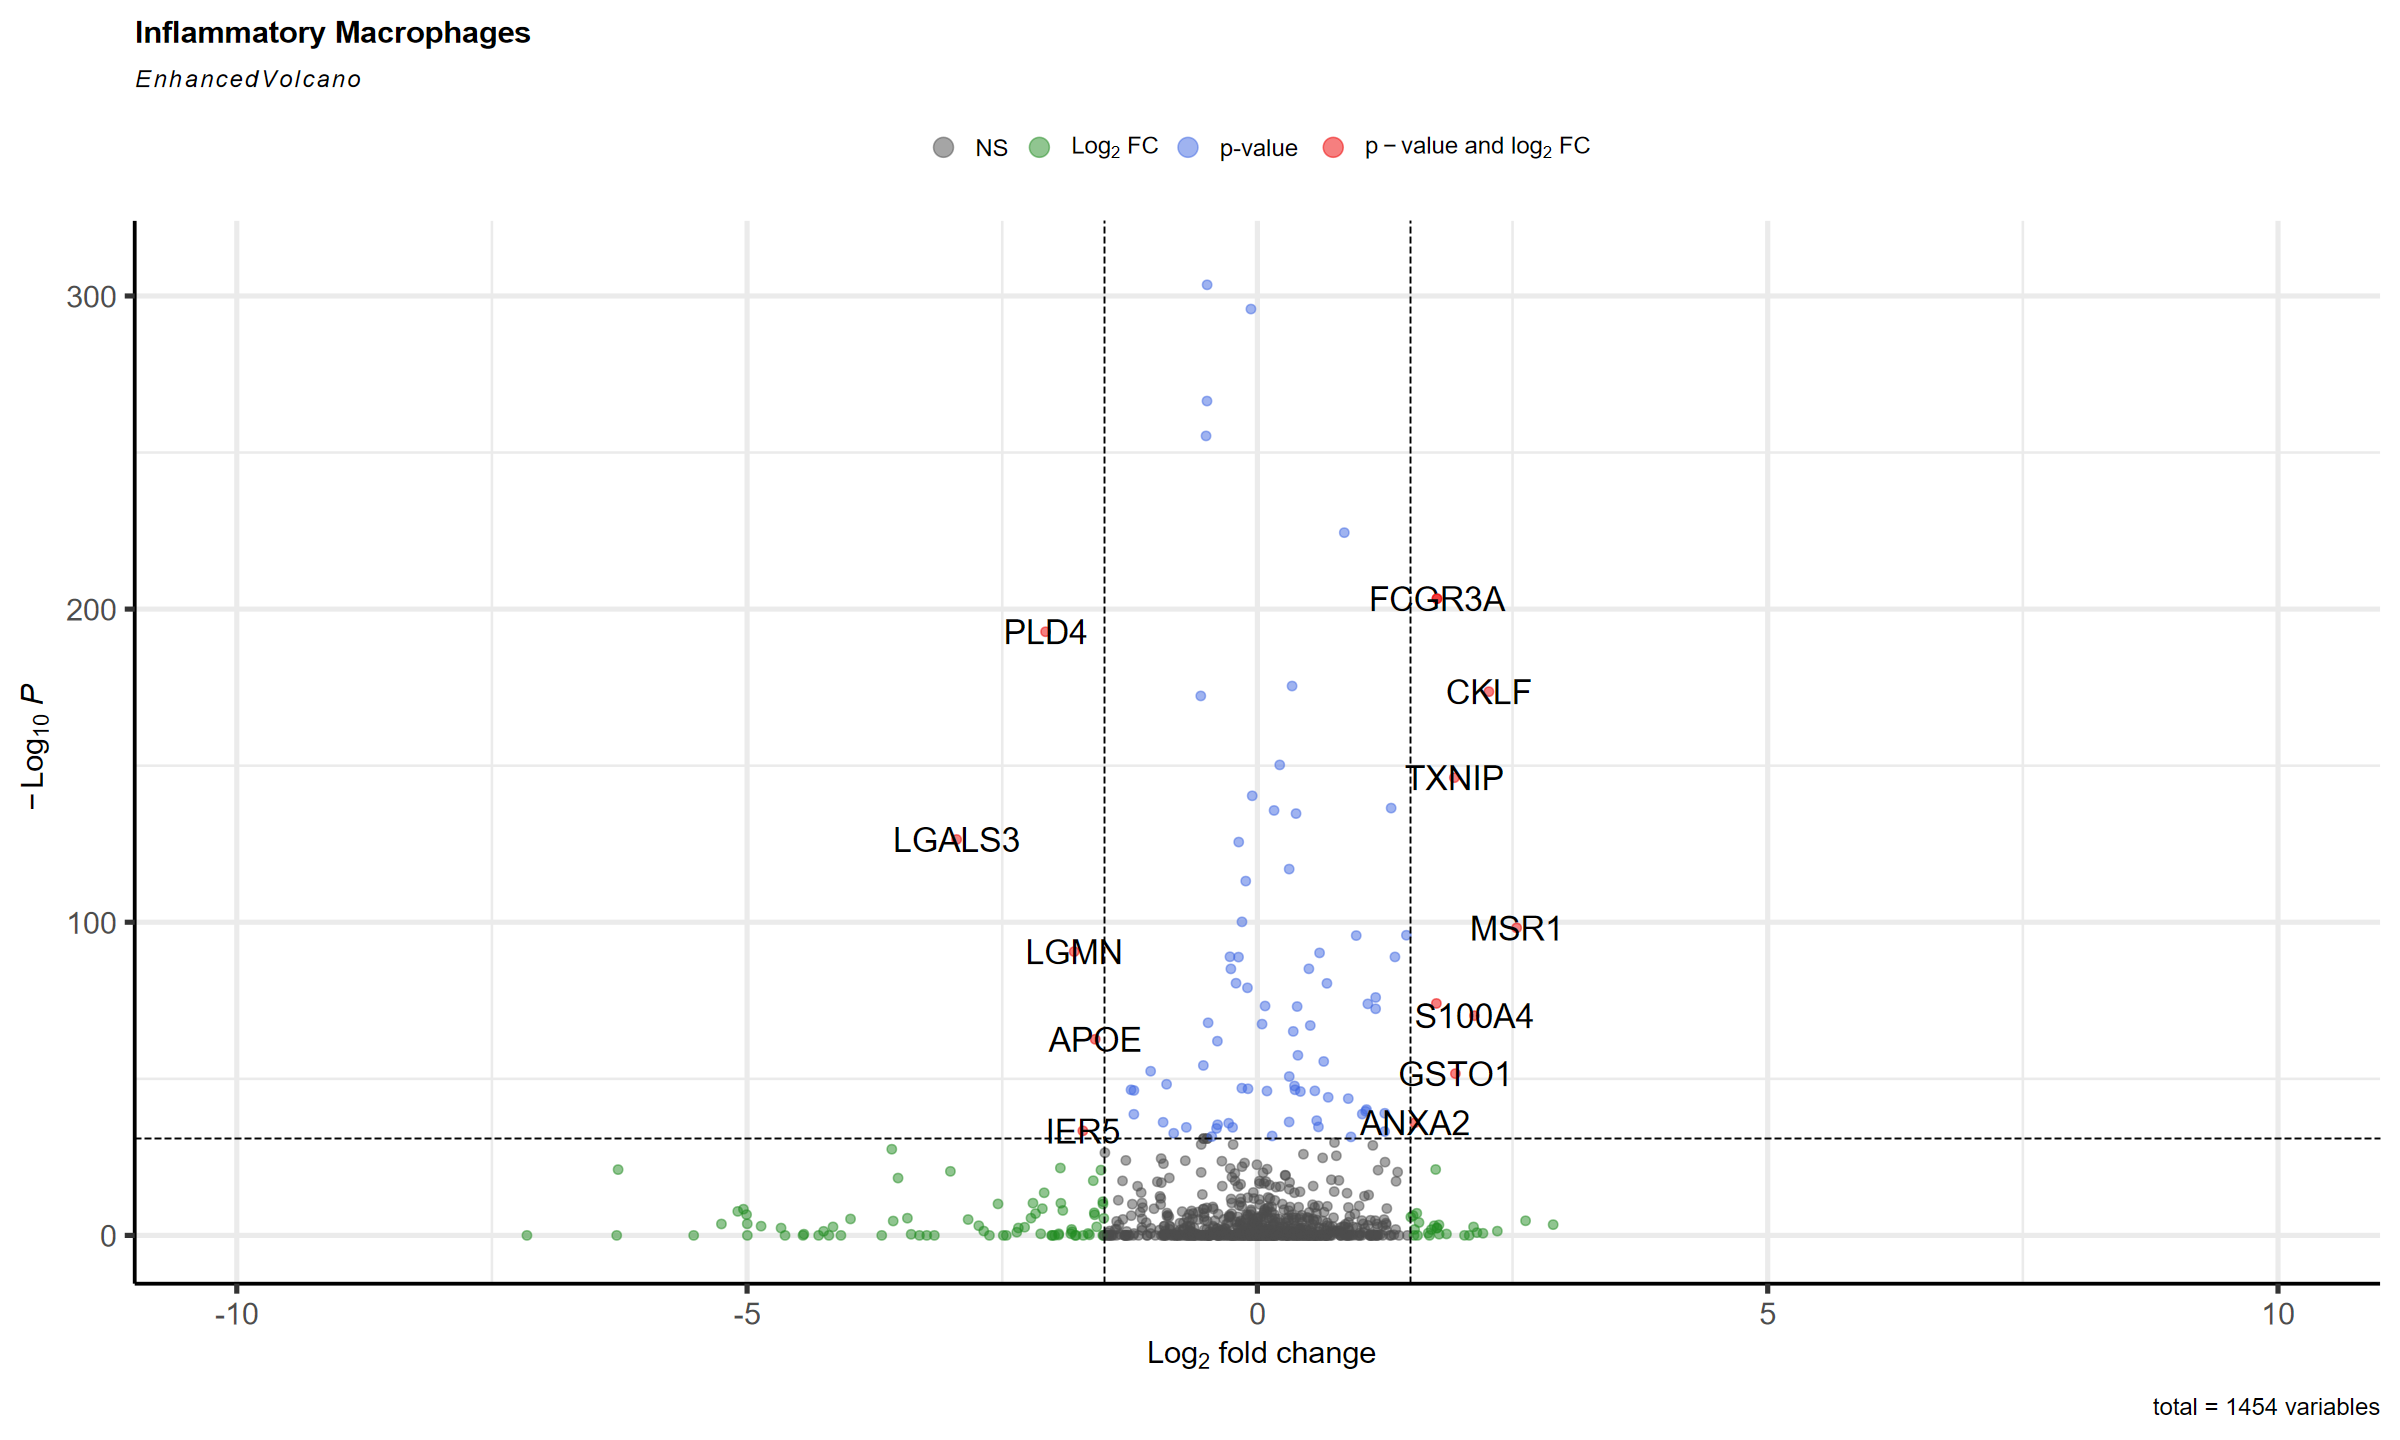 Inflammatory Macrophages
EnhancedVolcano
NS Log₂ FC p-value p − value and log₂ FC
300
200
100
0
−Log₁₀ P
FCGR3A
PLD4
CKLF
TXNIP
LGALS3
MSR1
LGMN
S100A4
APOE
GSTO1
ANXA2
IER5
-10 -5 0 5 10
Log₂ fold change
total = 1454 variables